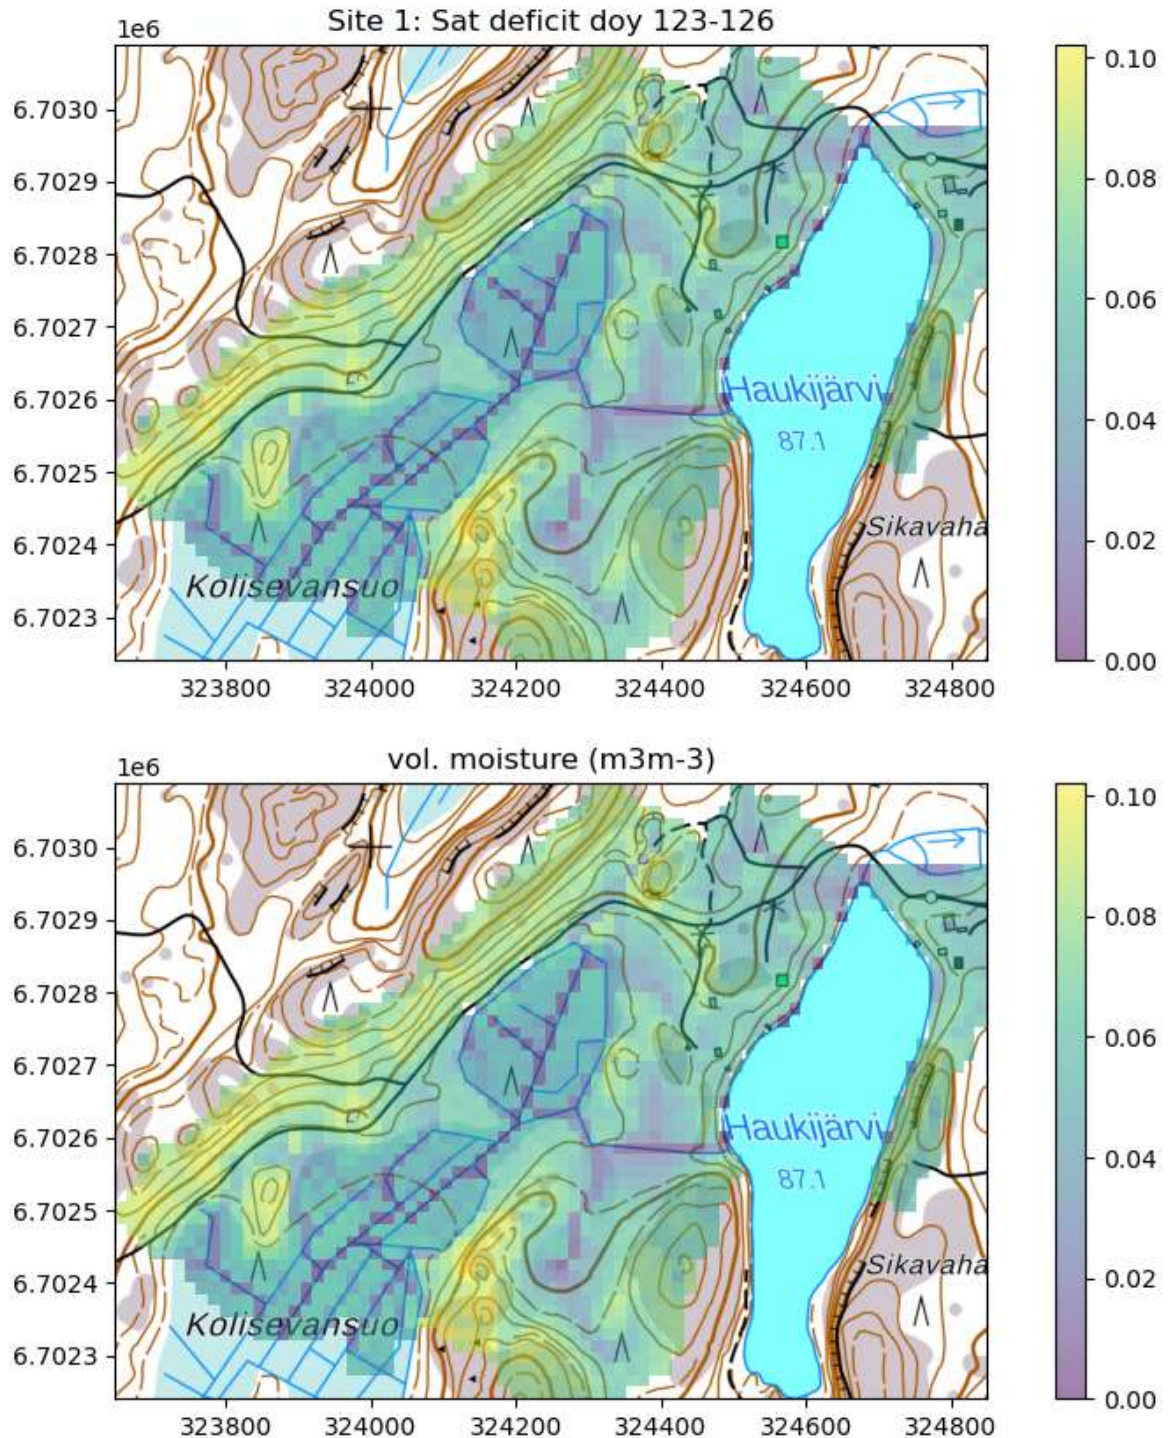 Site 1: Sat deficit doy 123-126
1e6
6.7030
6.7029
6.7028
6.7027
6.7026
6.7025
6.7024
6.7023
Haukijärvi
87.1
Sikavaha
Kolisevansuo
323800 324000 324200 324400 324600 324800
0.10
0.08
0.06
0.04
0.02
0.00
vol. moisture (m3m-3)
1e6
6.7030
6.7029
6.7028
6.7027
6.7026
6.7025
6.7024
6.7023
Haukijärvi
87.1
Sikavaha
Kolisevansuo
323800 324000 324200 324400 324600 324800
0.10
0.08
0.06
0.04
0.02
0.00